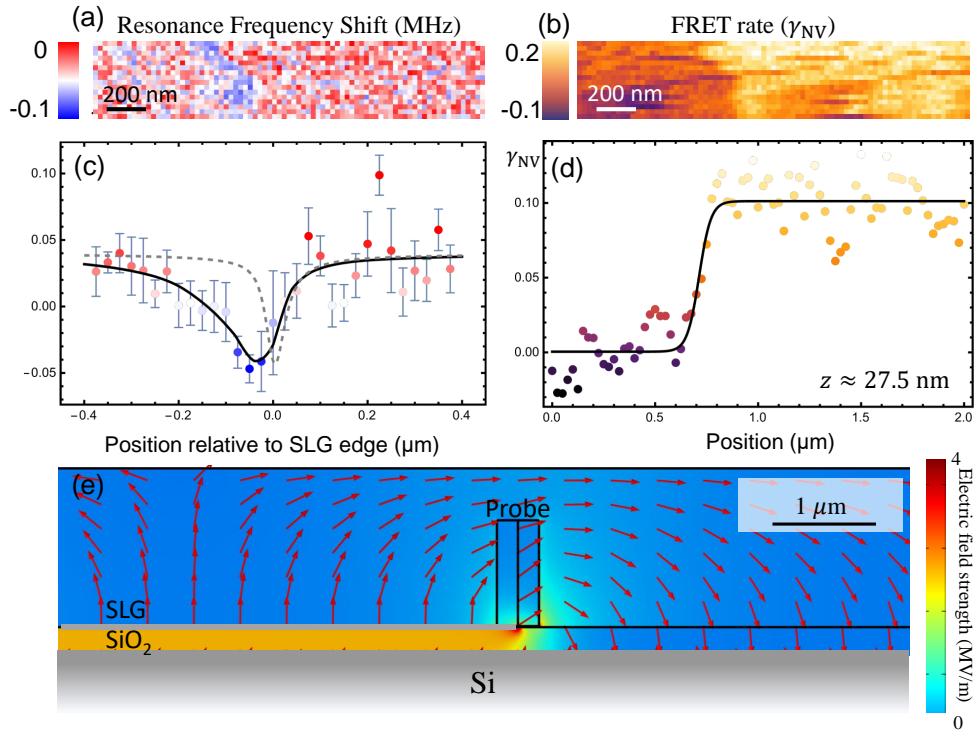 (a) Resonance Frequency Shift (MHz)
0
-0.1
200 nm
(b) FRET rate (γNV)
0.2
-0.1
200 nm
(c)
0.10
0.05
0.00
-0.05
-0.4 -0.2 0.0 0.2 0.4
Position relative to SLG edge (μm)
γNV (d)
0.10
0.05
0.00
z ≈ 27.5 nm
0.0 0.5 1.0 1.5 2.0
Position (μm)
(e)
Probe
1 μm
SLG
SiO2
Si
4
Electric field strength (MV/m)
0